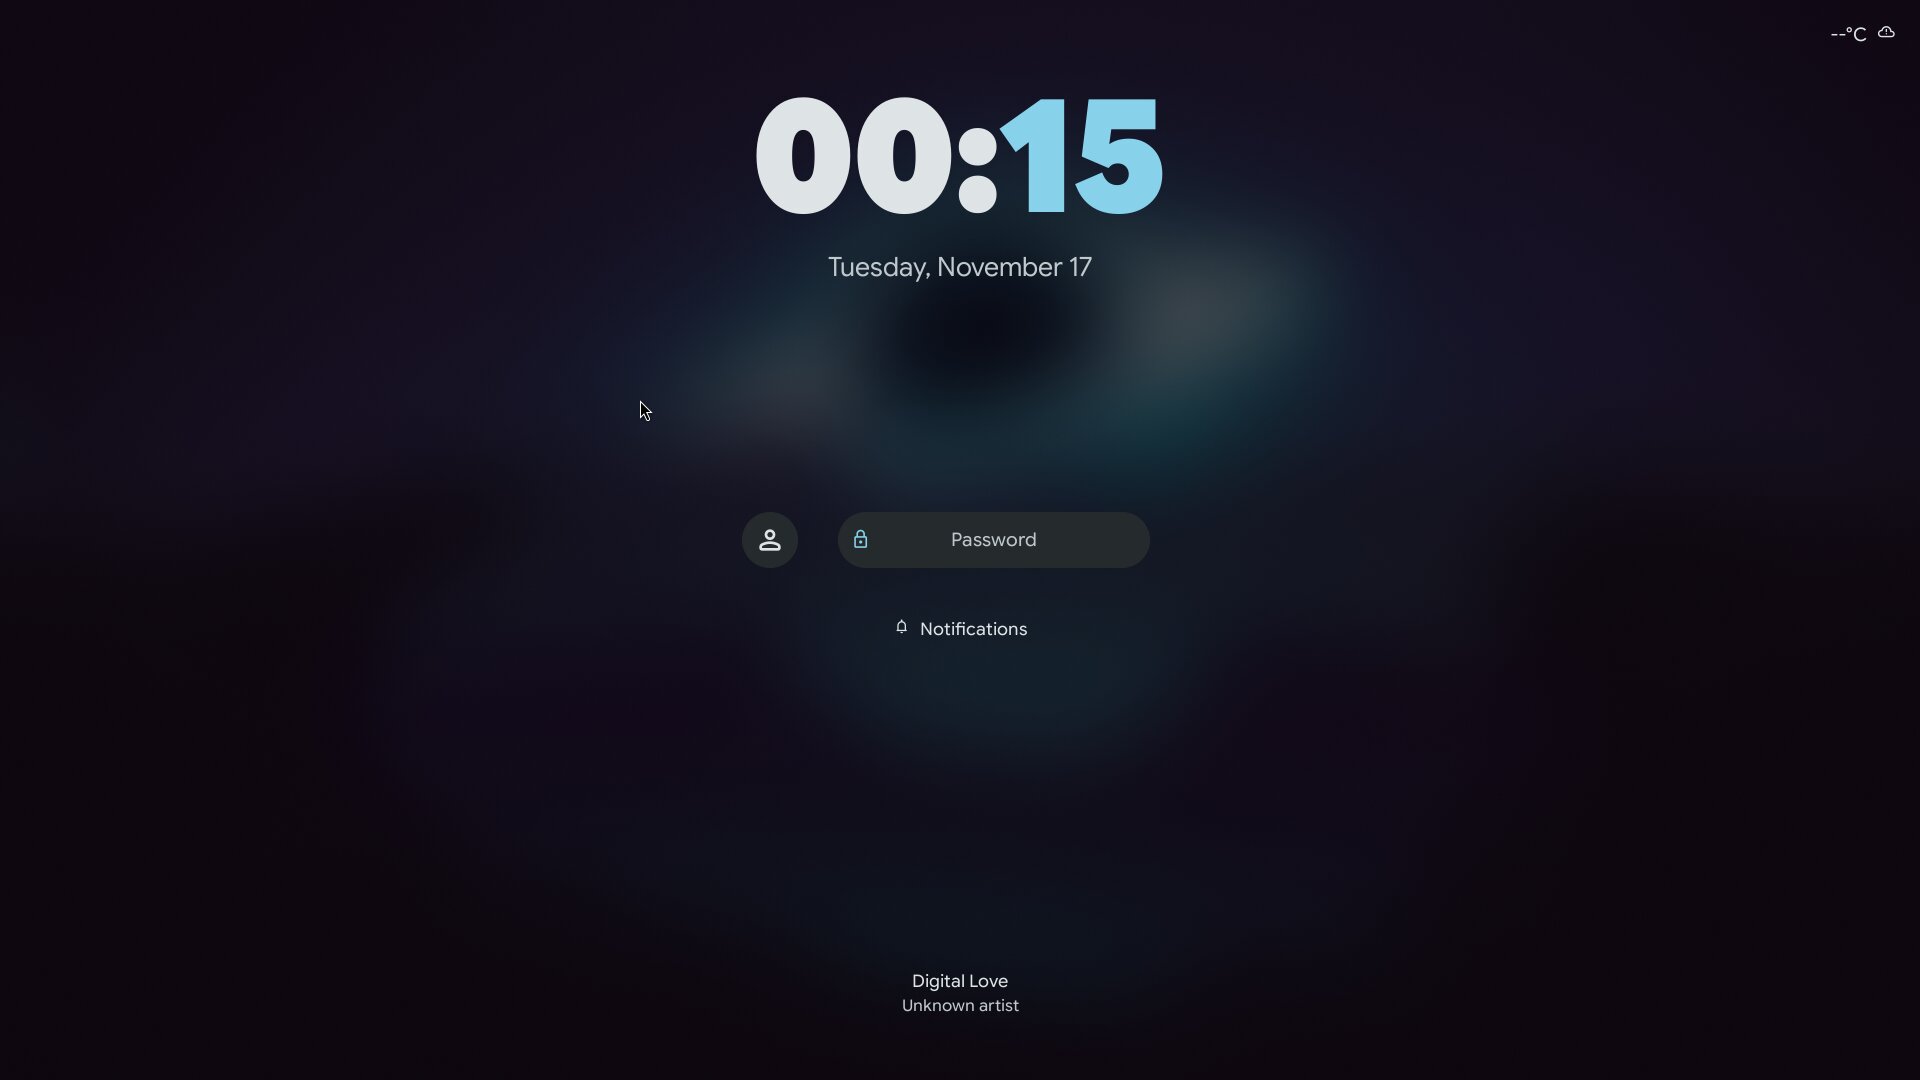 --°C
00:15
Tuesday, November 17
Password
Notifications
Digital Love
Unknown artist